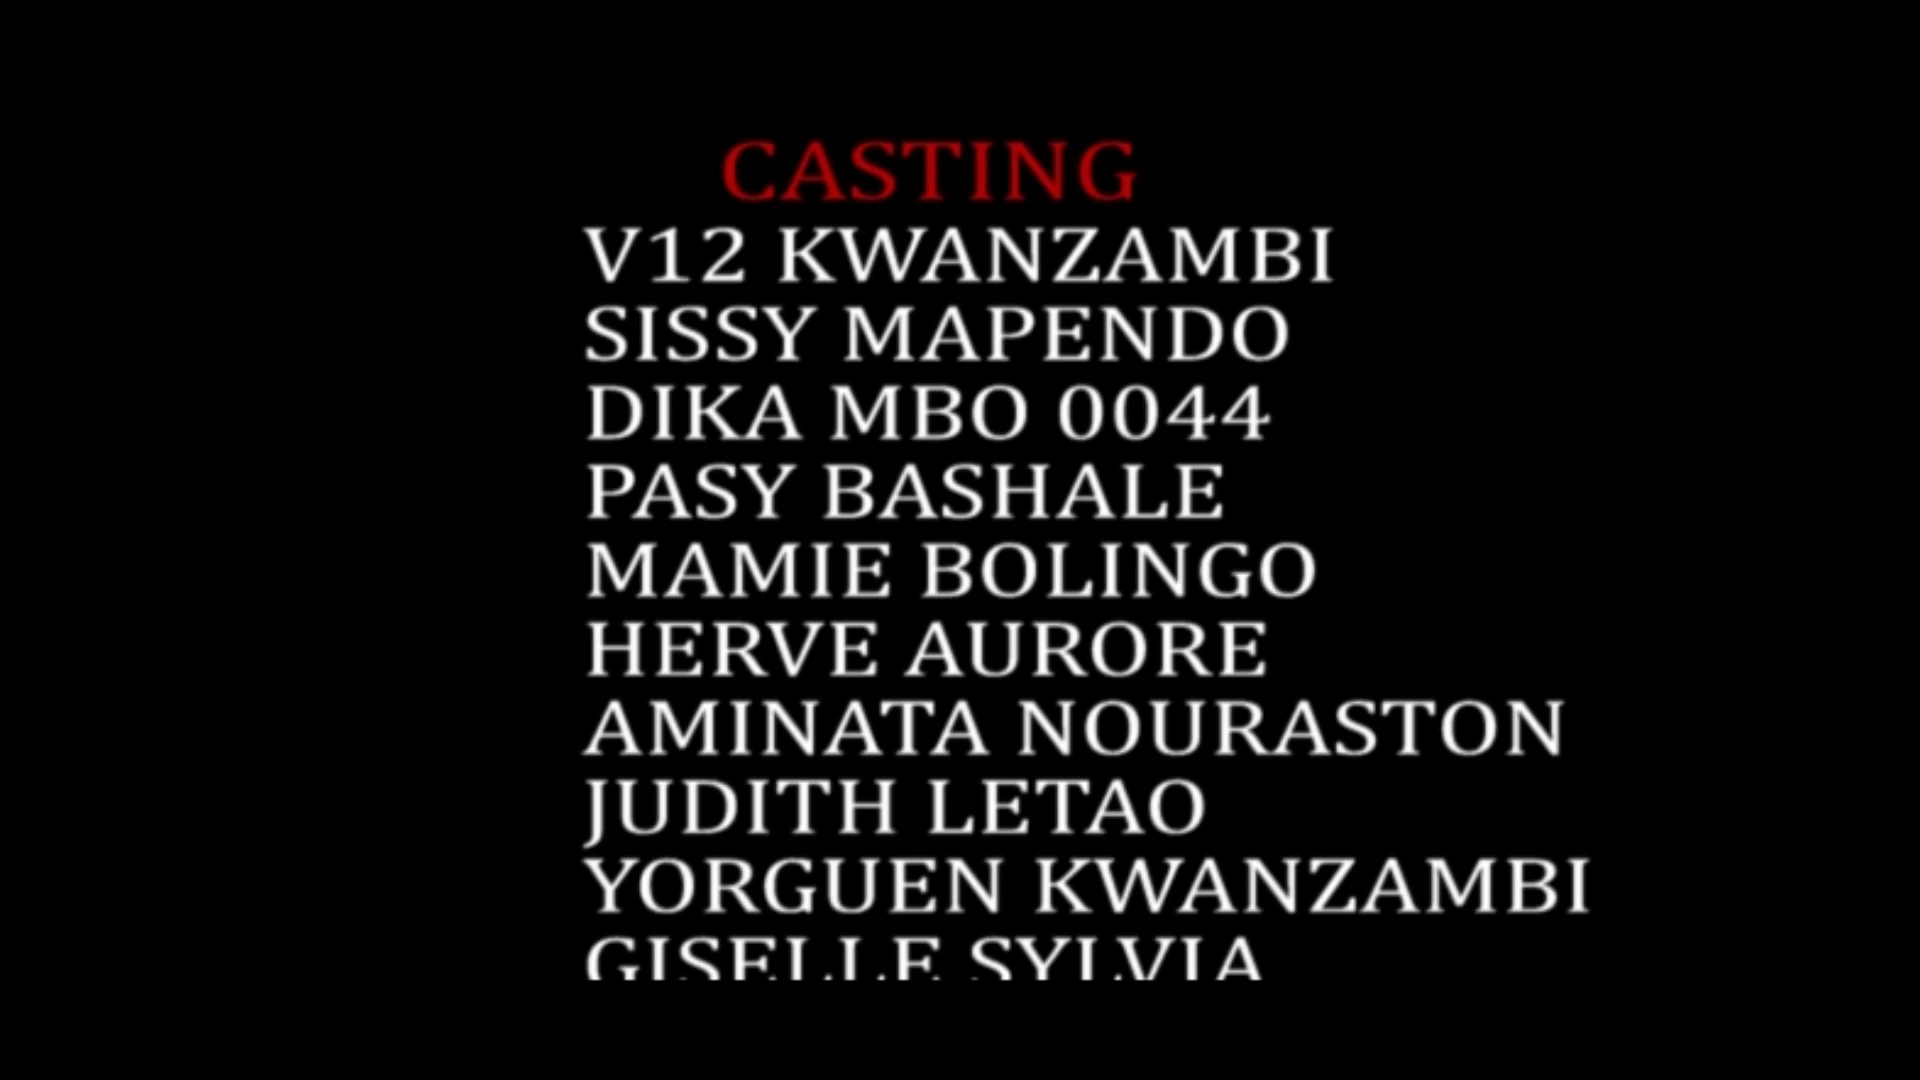 CASTING
V12 KWANZAMBI
SISSY MAPENDO
DIKA MBO 0044
PASY BASHALE
MAMIE BOLINGO
HERVE AURORE
AMINATA NOURASTON
JUDITH LETAO
YORGUEN KWANZAMBI
GISELLE SYLVIA